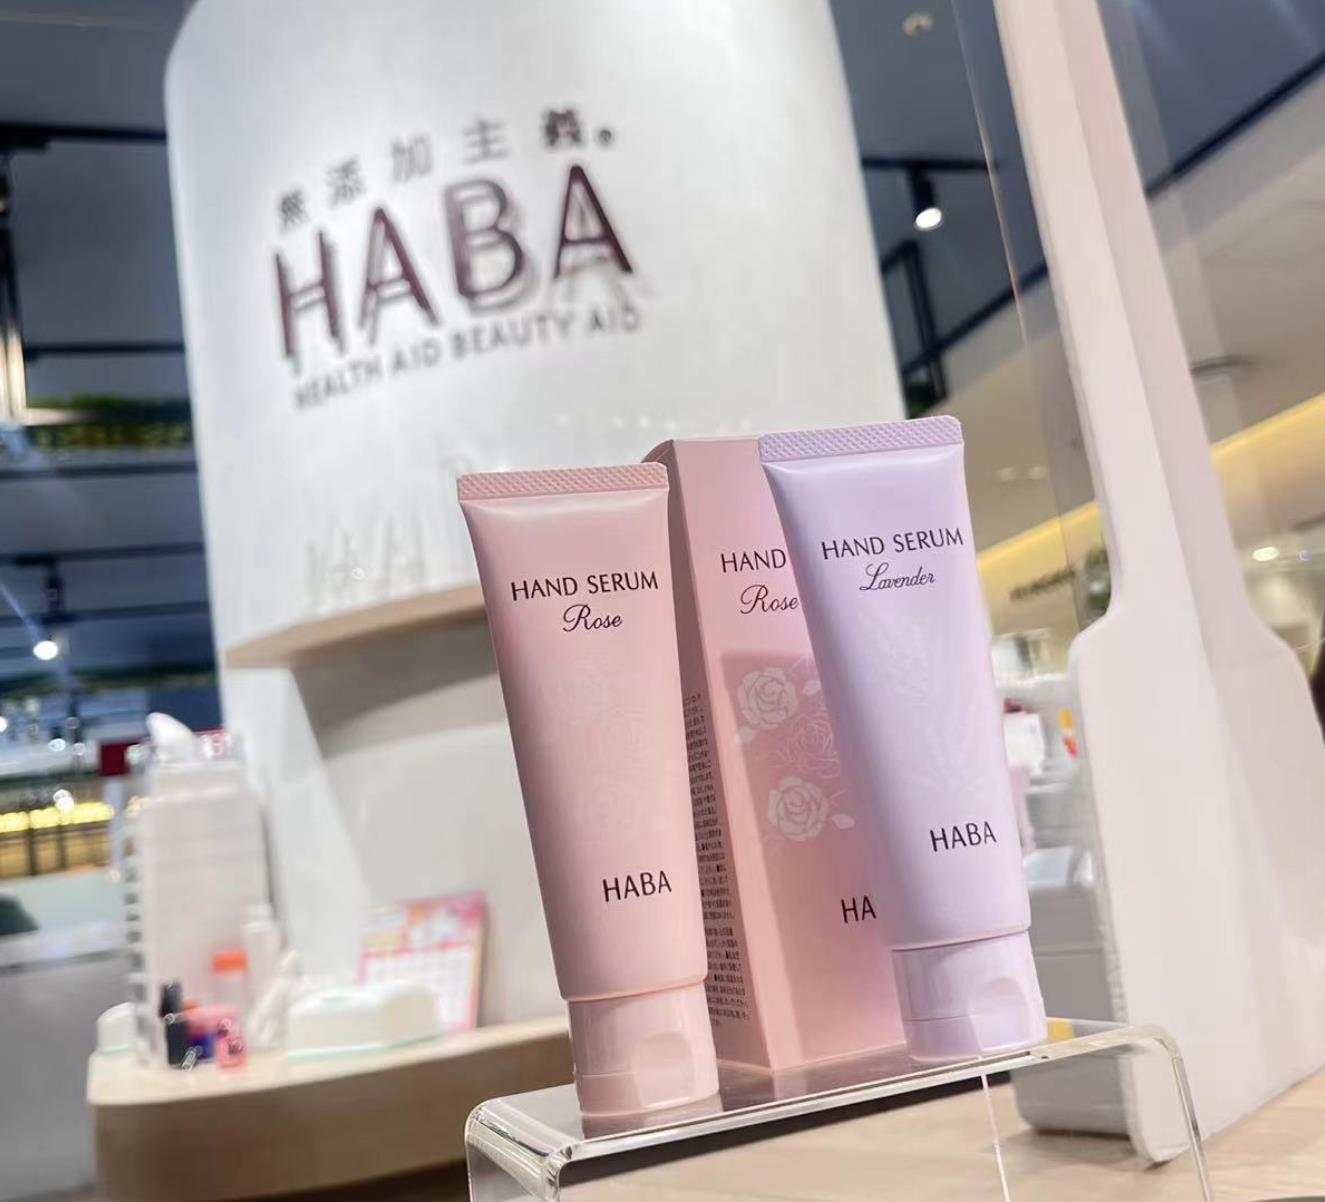 無添加主義。
HABA
HEALTH AID BEAUTY AID
HAND SERUM
Rose
HABA
HAND
Rose
HA
HAND SERUM
Lavender
HABA